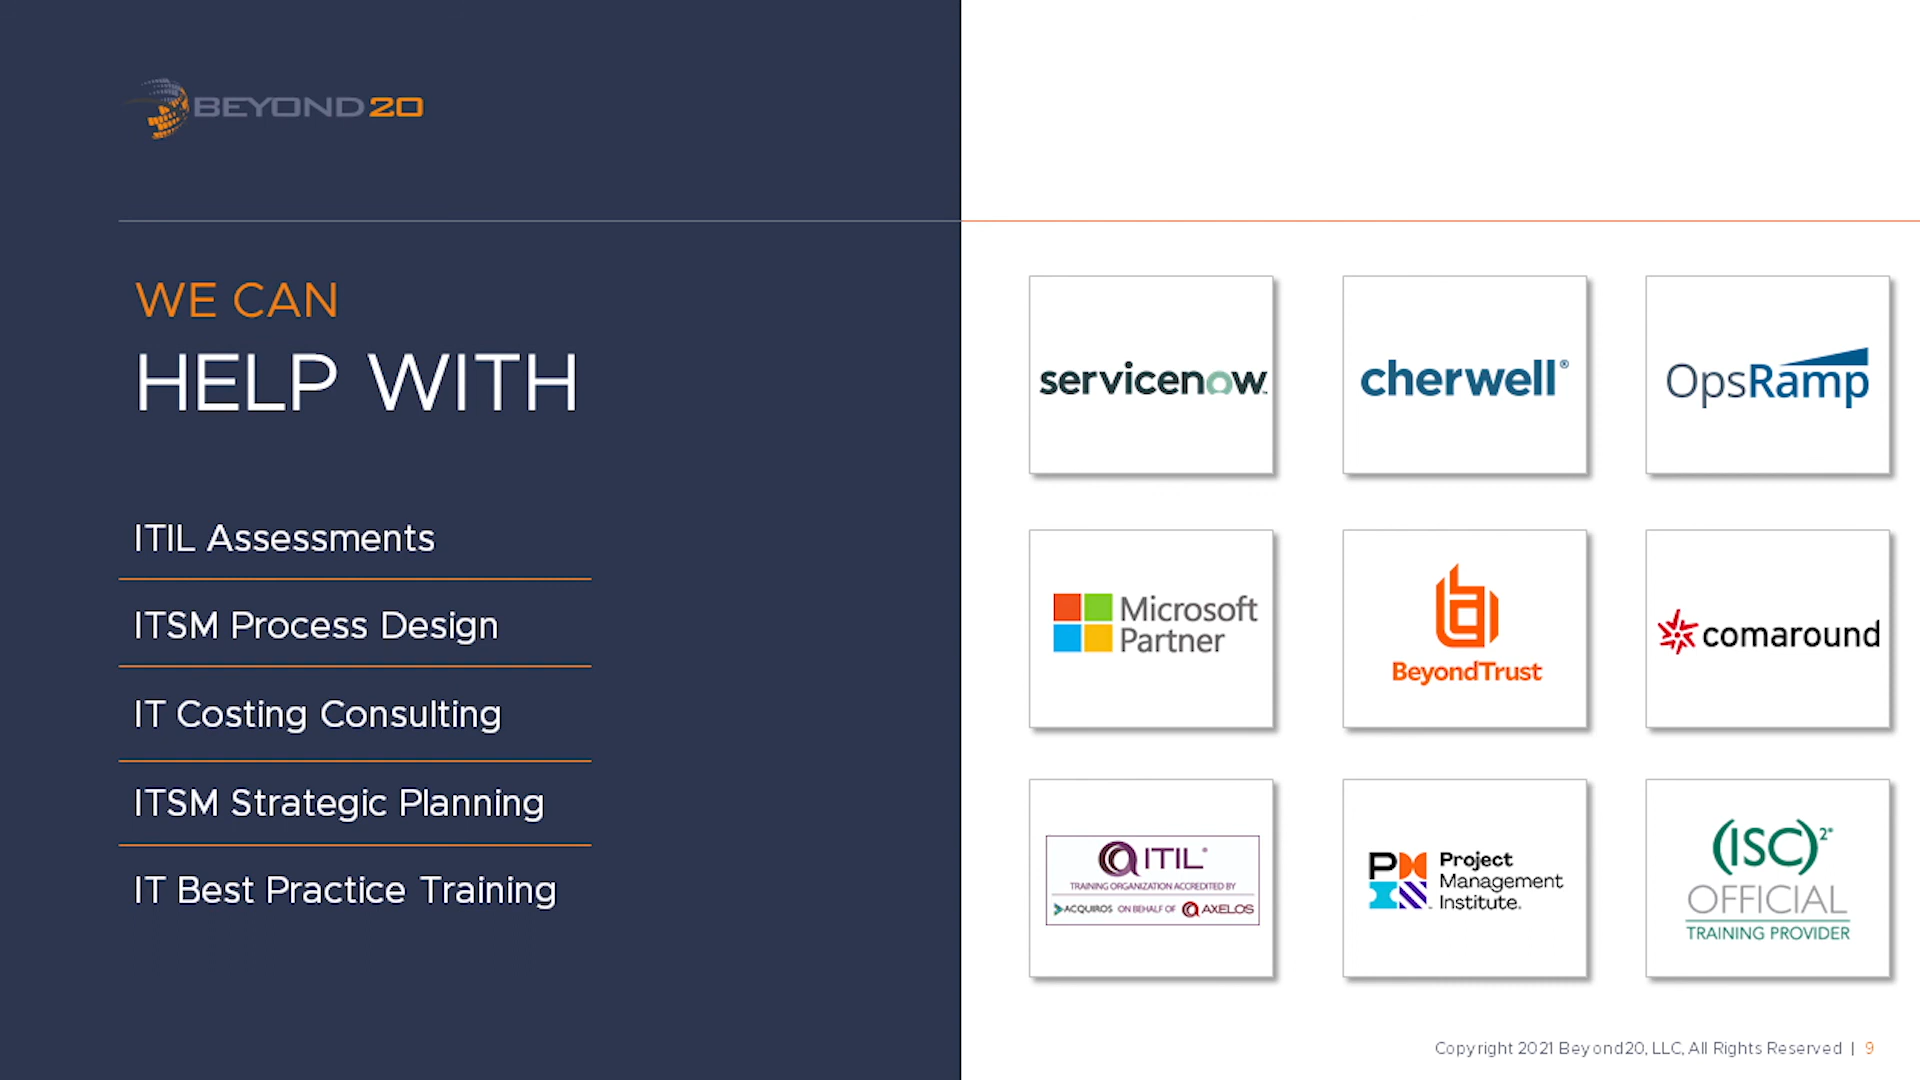 BEYOND20
WE CAN
HELP WITH
ITIL Assessments
ITSM Process Design
IT Costing Consulting
ITSM Strategic Planning
IT Best Practice Training
servicenow™
cherwell®
OpsRamp
Microsoft
Partner
BeyondTrust
comaround
ITIL®
TRAINING ORGANIZATION ACCREDITED BY
ACQUIROS ON BEHALF OF AXELOS
PMI
Project
Management
Institute.
(ISC)²®
OFFICIAL
TRAINING PROVIDER
Copyright 2021 Beyond20, LLC, All Rights Reserved | 9